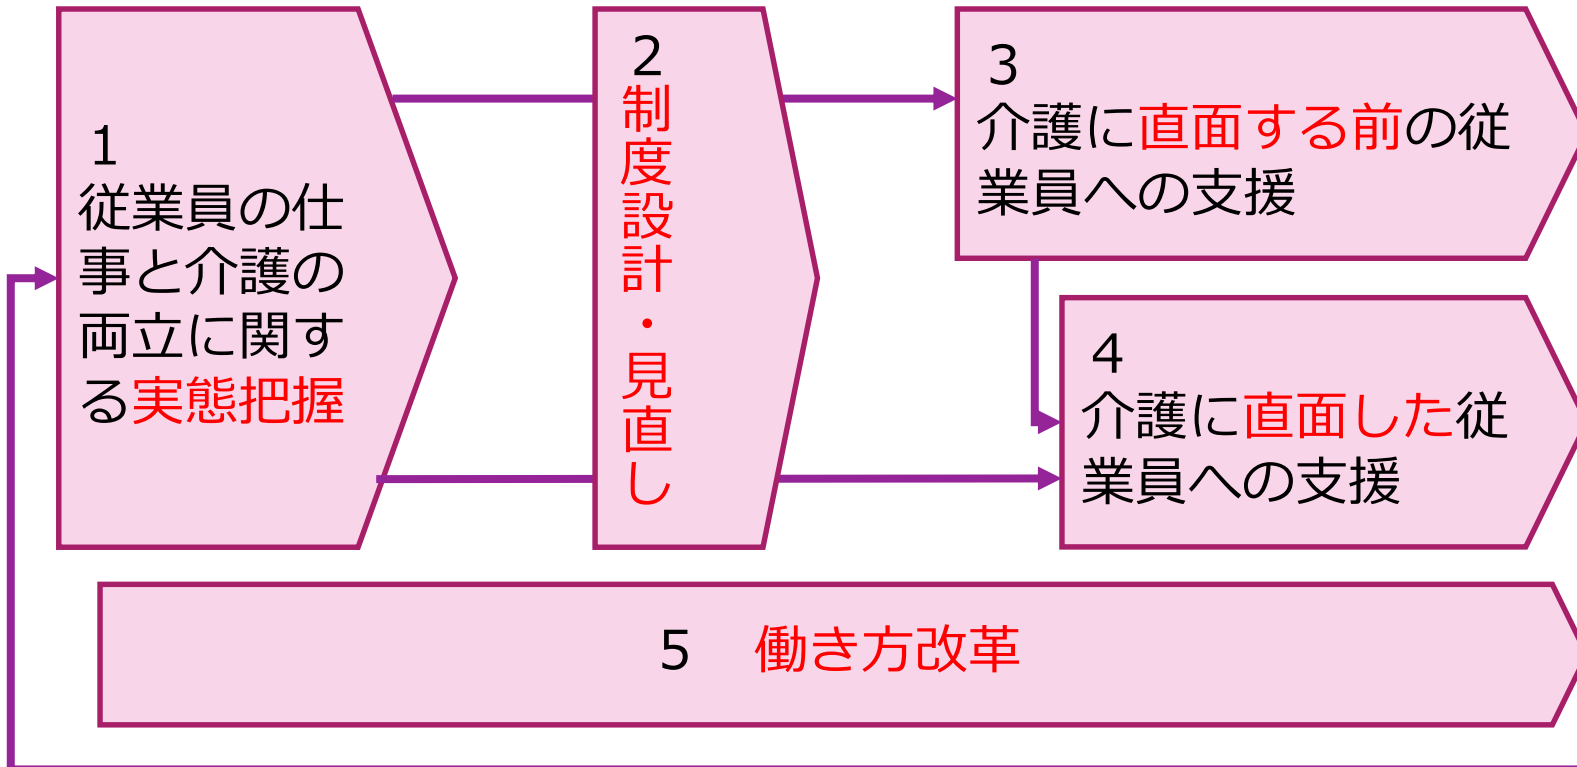 1
従業員の仕
事と介護の
両立に関す
る実態把握
2
制度設計・見直し
3
介護に直面する前の従
業員への支援
4
介護に直面した従
業員への支援
5　働き方改革